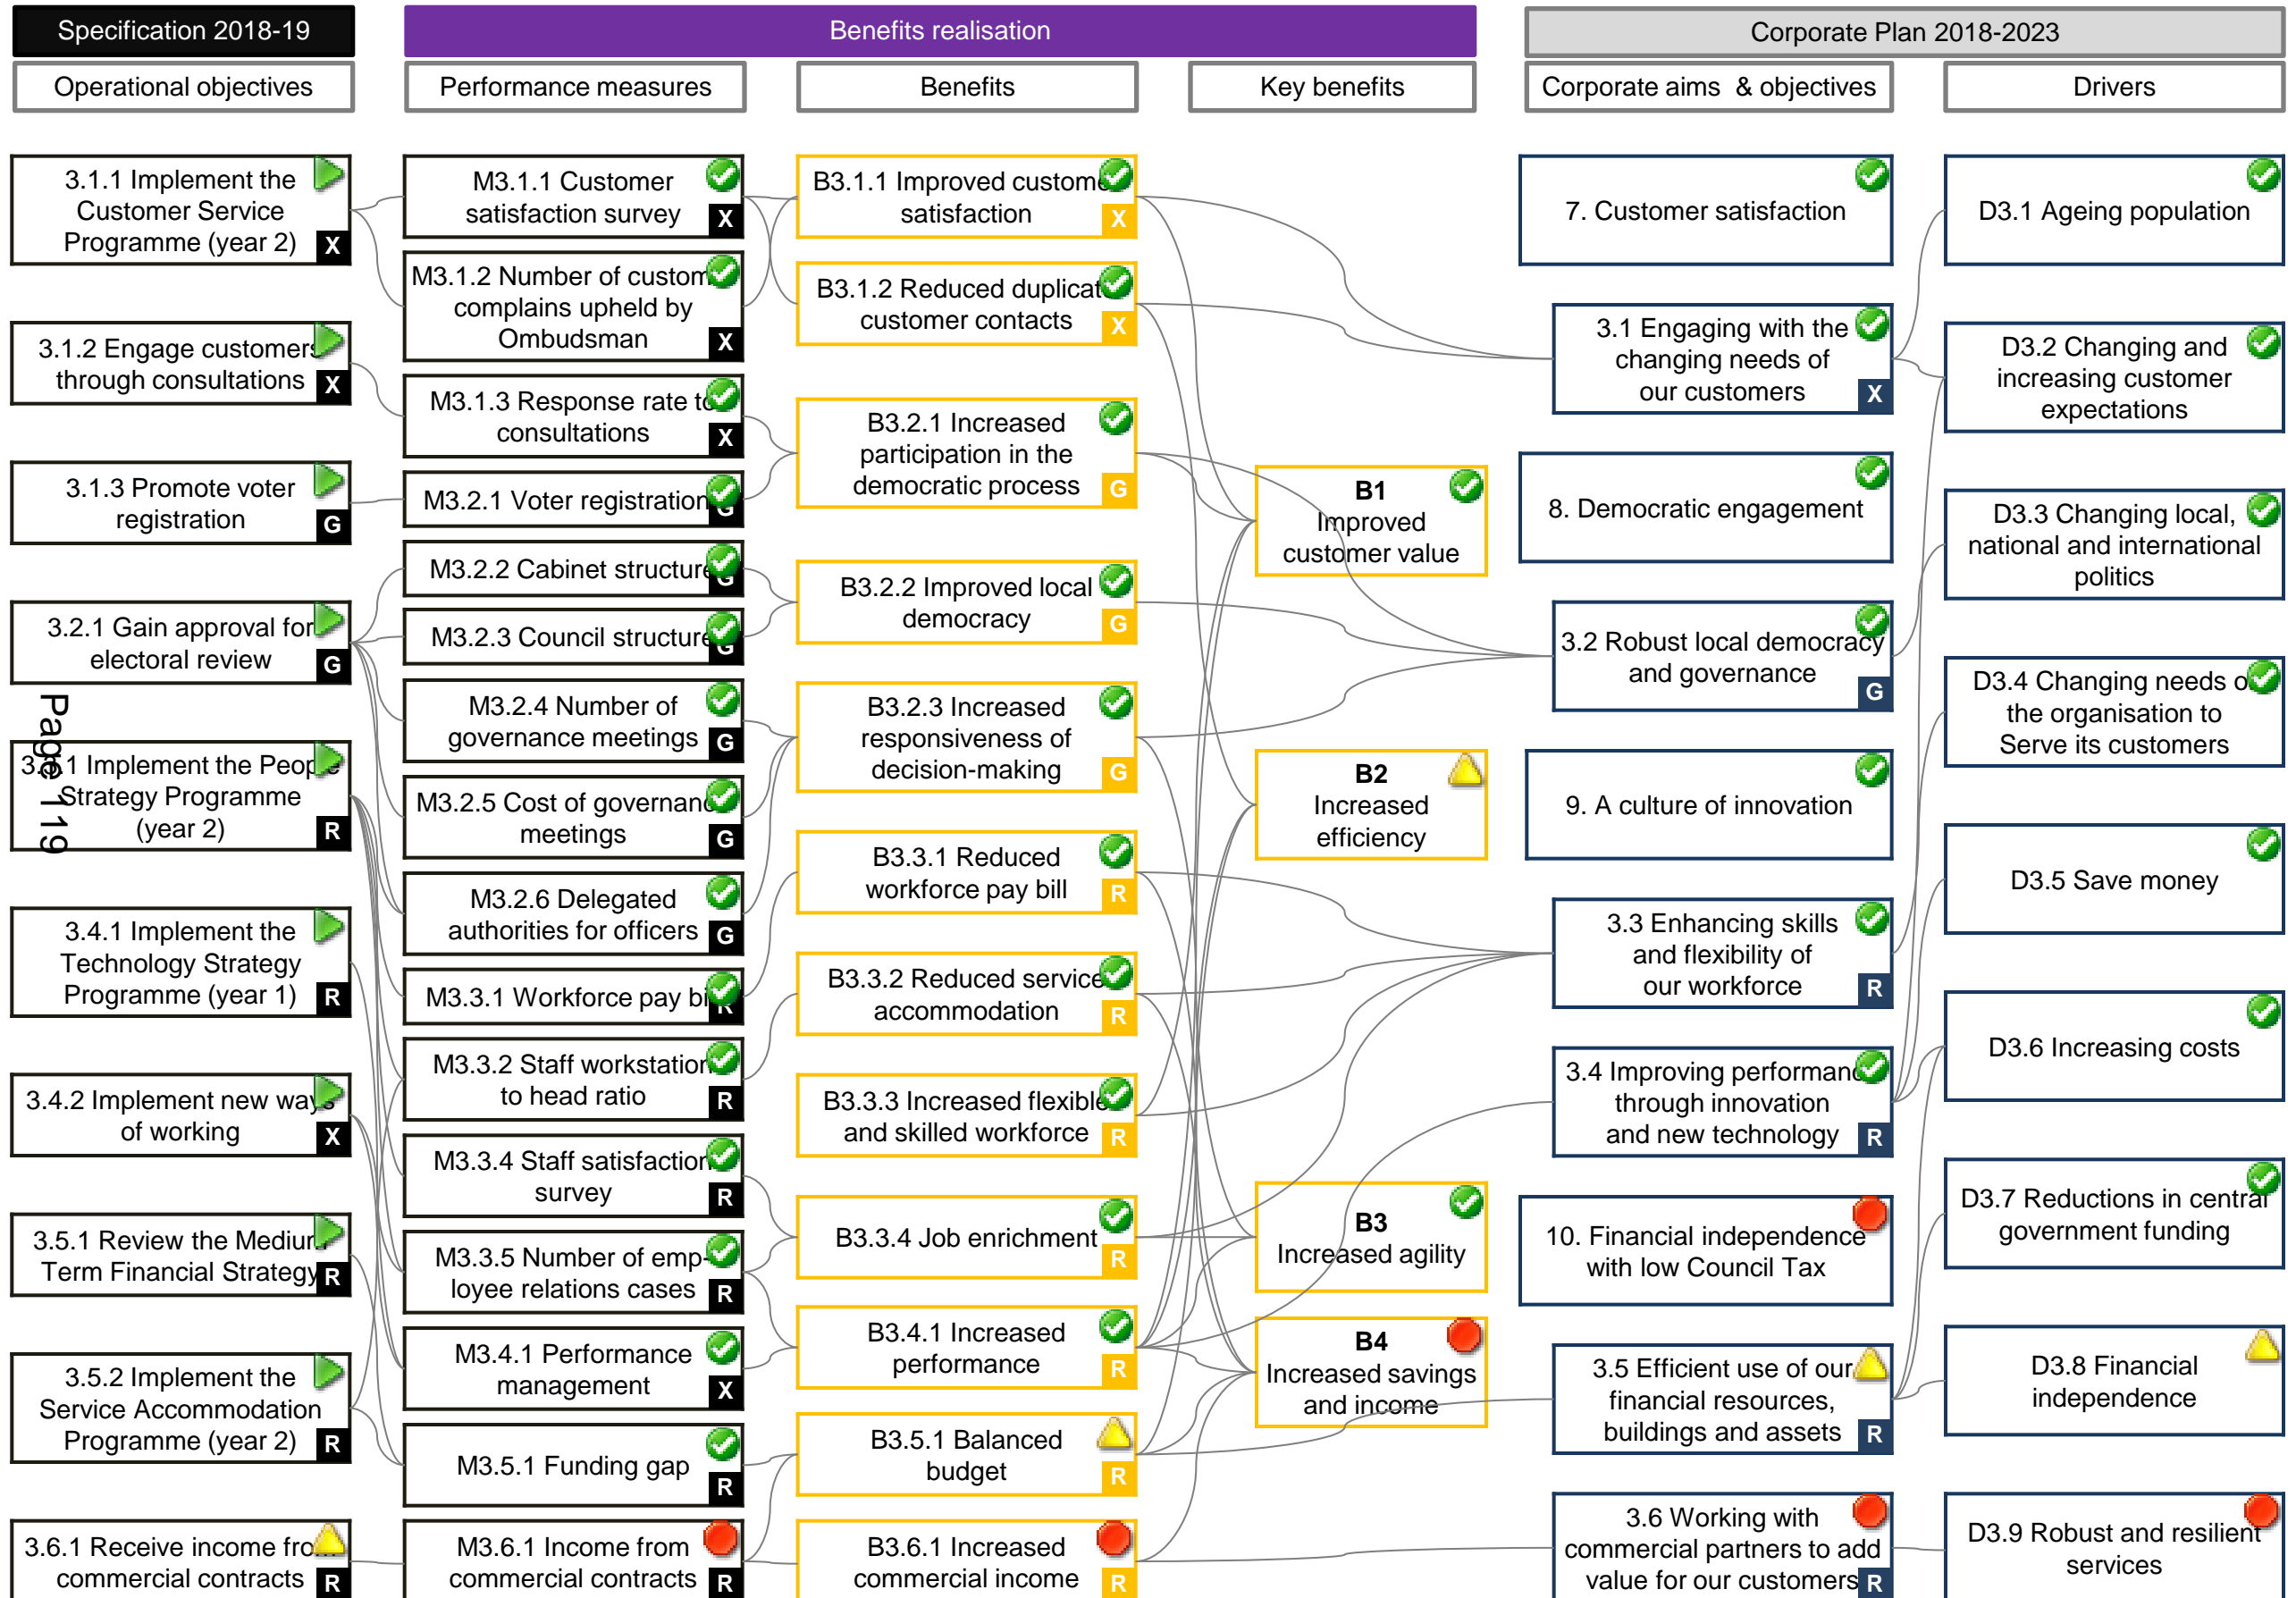 Specification 2018-19
Benefits realisation
Corporate Plan 2018-2023
Operational objectives
Performance measures
Benefits
Key benefits
Corporate aims & objectives
Drivers
3.1.1 Implement the
Customer Service
Programme (year 2)
X
3.1.2 Engage customers
through consultations
X
3.1.3 Promote voter
registration
G
3.2.1 Gain approval for
electoral review
G
Page 119
3.3.1 Implement the People
Strategy Programme
(year 2)
R
3.4.1 Implement the
Technology Strategy
Programme (year 1)
R
3.4.2 Implement new ways
of working
X
3.5.1 Review the Medium
Term Financial Strategy
R
3.5.2 Implement the
Service Accommodation
Programme (year 2)
R
3.6.1 Receive income from
commercial contracts
R
M3.1.1 Customer
satisfaction survey
X
M3.1.2 Number of custom
complains upheld by
Ombudsman
X
M3.1.3 Response rate to
consultations
X
M3.2.1 Voter registration
G
M3.2.2 Cabinet structure
G
M3.2.3 Council structure
G
M3.2.4 Number of
governance meetings
G
M3.2.5 Cost of governance
meetings
G
M3.2.6 Delegated
authorities for officers
G
M3.3.1 Workforce pay bill
R
M3.3.2 Staff workstation
to head ratio
R
M3.3.4 Staff satisfaction
survey
R
M3.3.5 Number of emp-
loyee relations cases
R
M3.4.1 Performance
management
X
M3.5.1 Funding gap
R
M3.6.1 Income from
commercial contracts
R
B3.1.1 Improved customer
satisfaction
X
B3.1.2 Reduced duplicate
customer contacts
X
B3.2.1 Increased
participation in the
democratic process
G
B3.2.2 Improved local
democracy
G
B3.2.3 Increased
responsiveness of
decision-making
G
B3.3.1 Reduced
workforce pay bill
R
B3.3.2 Reduced service
accommodation
R
B3.3.3 Increased flexible
and skilled workforce
R
B3.3.4 Job enrichment
R
B3.4.1 Increased
performance
R
B3.5.1 Balanced
budget
R
B3.6.1 Increased
commercial income
R
B1
Improved
customer value
B2
Increased
efficiency
B3
Increased agility
B4
Increased savings
and income
7. Customer satisfaction
3.1 Engaging with the
changing needs of
our customers
X
8. Democratic engagement
3.2 Robust local democracy
and governance
G
9. A culture of innovation
3.3 Enhancing skills
and flexibility of
our workforce
R
3.4 Improving performance
through innovation
and new technology
R
10. Financial independence
with low Council Tax
3.5 Efficient use of our
financial resources,
buildings and assets
R
3.6 Working with
commercial partners to add
value for our customers
R
D3.1 Ageing population
D3.2 Changing and
increasing customer
expectations
D3.3 Changing local,
national and international
politics
D3.4 Changing needs of
the organisation to
Serve its customers
D3.5 Save money
D3.6 Increasing costs
D3.7 Reductions in central
government funding
D3.8 Financial
independence
D3.9 Robust and resilient
services